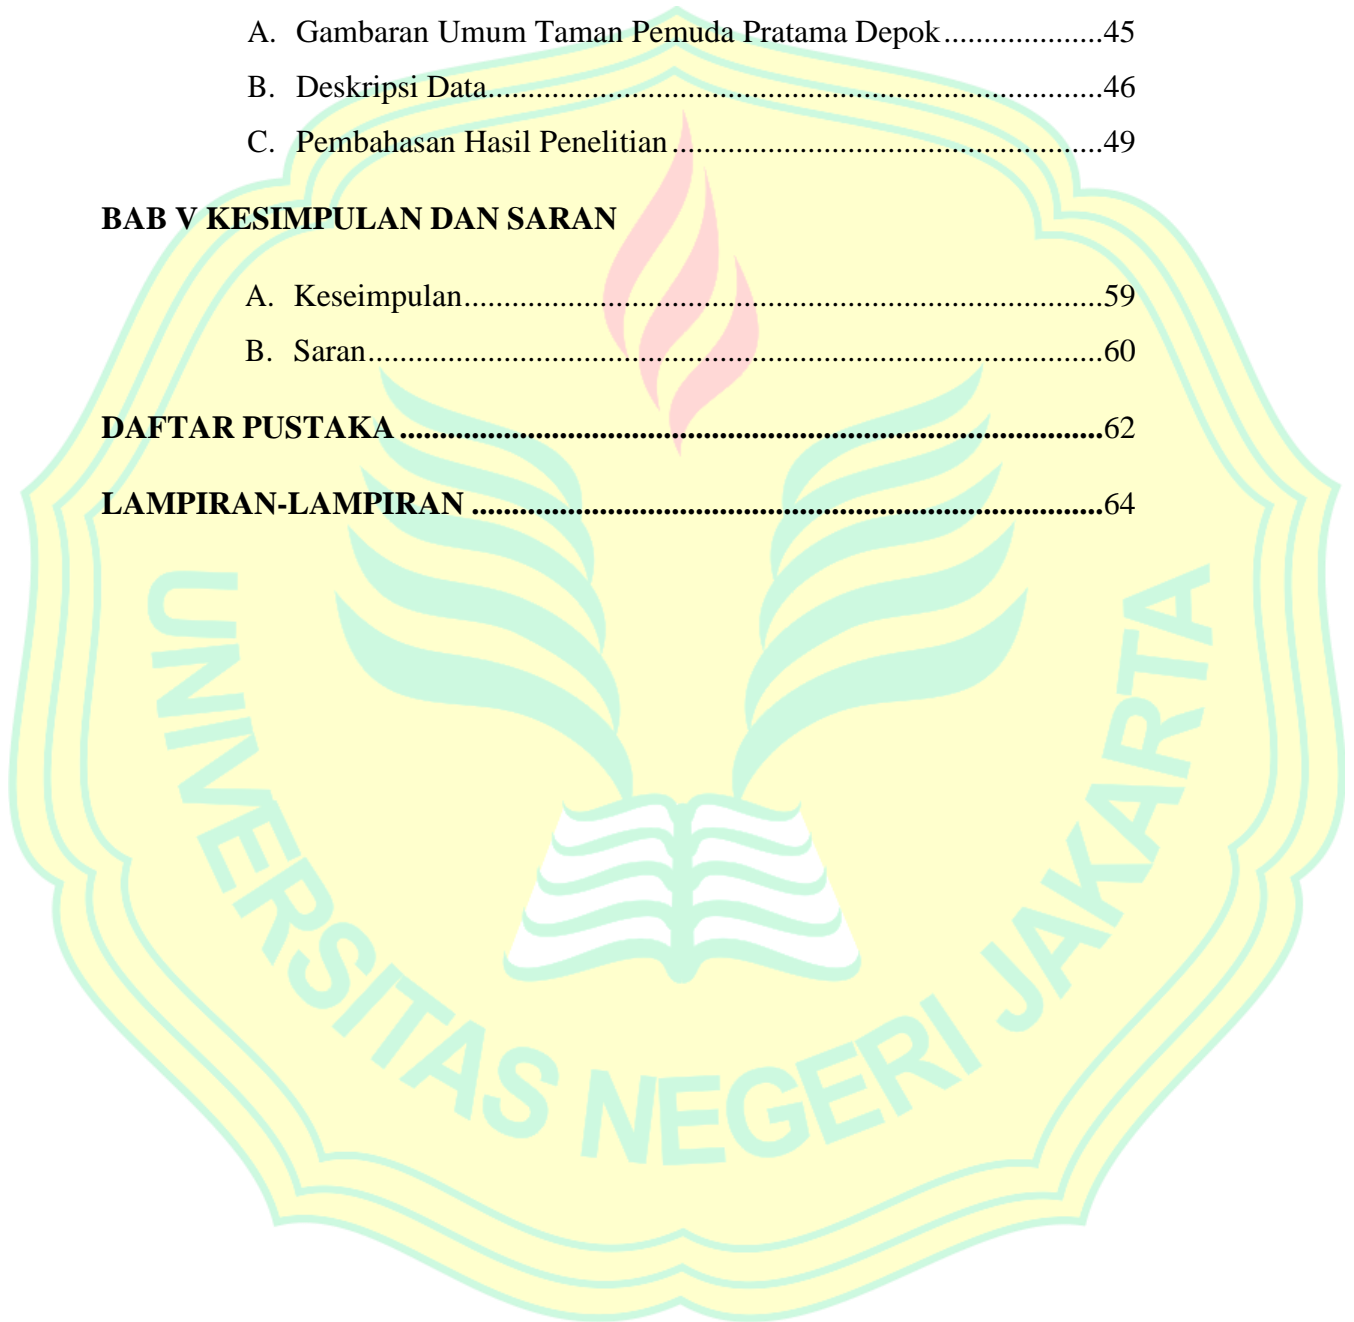 A. Gambaran Umum Taman Pemuda Pratama Depok....................45
B. Deskripsi Data..............................................................................46
C. Pembahasan Hasil Penelitian......................................................49
BAB V KESIMPULAN DAN SARAN
A. Keseimpulan.................................................................................59
B. Saran.............................................................................................60
DAFTAR PUSTAKA.........................................................................................62
LAMPIRAN-LAMPIRAN................................................................................64
UNIVERSITAS NEGERI JAKARTA